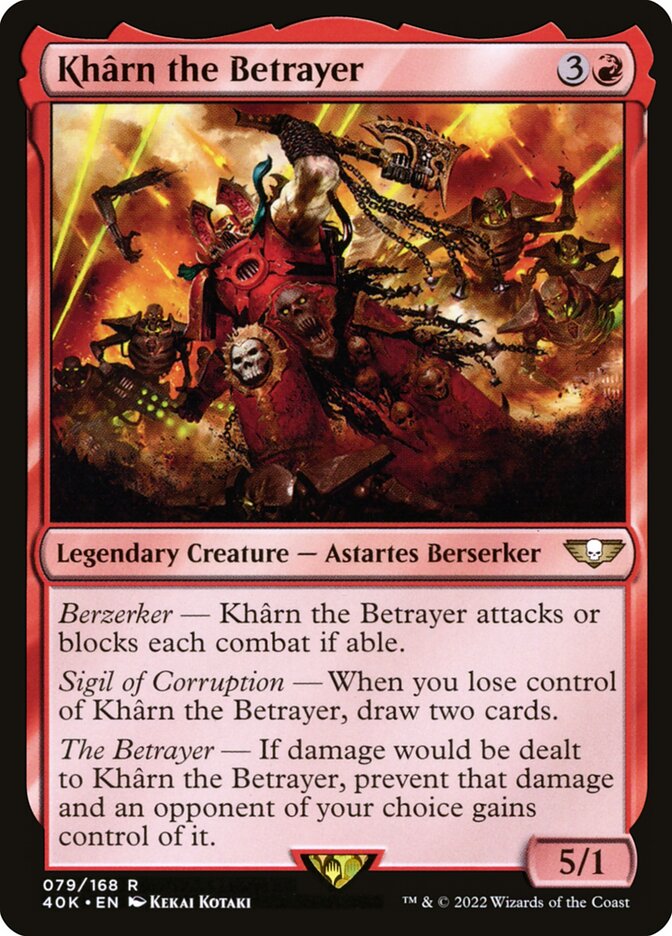 Khârn the Betrayer 3
Legendary Creature — Astartes Berserker
Berzerker — Khârn the Betrayer attacks or
blocks each combat if able.
Sigil of Corruption — When you lose control
of Khârn the Betrayer, draw two cards.
The Betrayer — If damage would be dealt
to Khârn the Betrayer, prevent that damage
and an opponent of your choice gains
control of it.
5/1
079/168 R
40K • EN Kekai Kotaki
™ & © 2022 Wizards of the Coast